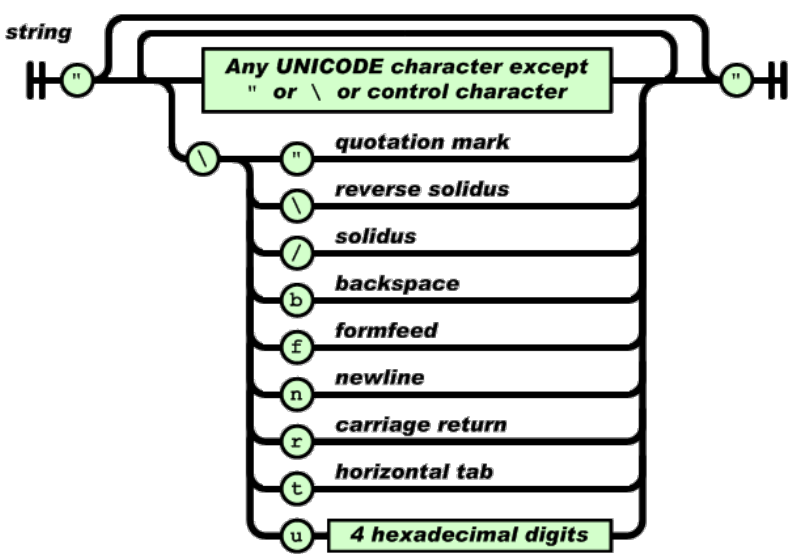 string
"
Any UNICODE character except
" or \ or control character
"
\
" quotation mark
\ reverse solidus
/ solidus
b backspace
f formfeed
n newline
r carriage return
t horizontal tab
u 4 hexadecimal digits